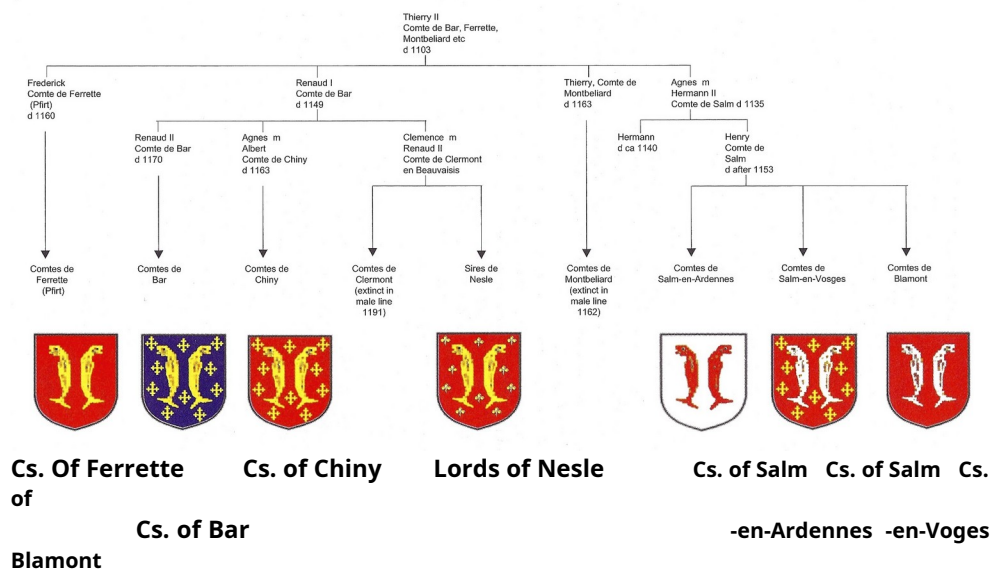 Thierry II
Comte de Bar, Ferrette,
Montbeliard etc
d 1103
Frederick
Comte de Ferrette
(Pfirt)
d 1160
Renaud I
Comte de Bar
d 1149
Thierry, Comte de
Montbeliard
d 1163
Agnes m
Hermann II
Comte de Salm d 1135
Renaud II
Comte de Bar
d 1170
Agnes m
Albert
Comte de Chiny
d 1163
Clemence m
Renaud II
Comte de Clermont
en Beauvaisis
Hermann
d ca 1140
Henry
Comte de
Salm
d after 1153
Comtes de
Ferrette
(Pfirt)
Comtes de
Bar
Comtes de
Chiny
Comtes de
Clermont
(extinct in
male line
1191)
Sires de
Nesle
Comtes de
Montbeliard
(extinct in
male line
1162)
Comtes de
Salm-en-Ardennes
Comtes de
Salm-en-Vosges
Comtes de
Blamont
Cs. Of Ferrette Cs. of Chiny Lords of Nesle Cs. of Salm Cs. of Salm Cs.
of
Cs. of Bar -en-Ardennes -en-Voges
Blamont